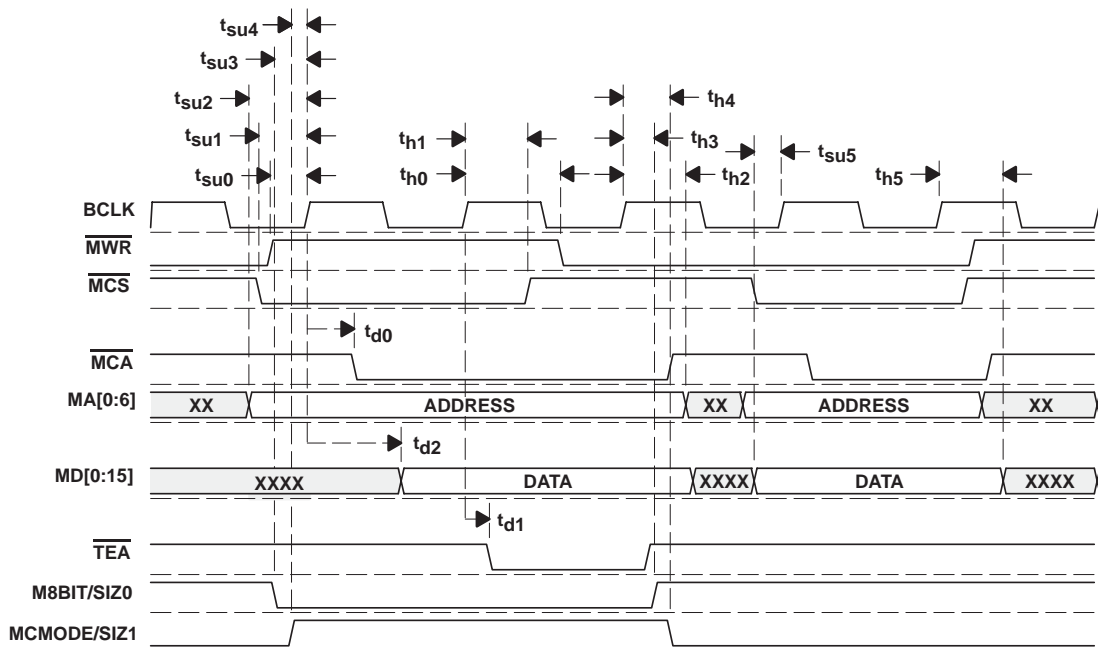 tsu4
tsu3
tsu2 th4
tsu1 th1 th3 tsu5
tsu0 th0 th2 th5
BCLK
MWR
MCS
td0
MCA
MA[0:6] XX ADDRESS XX ADDRESS XX
td2
MD[0:15] XXXX DATA XXXX DATA XXXX
td1
TEA
M8BIT/SIZ0
MCMODE/SIZ1